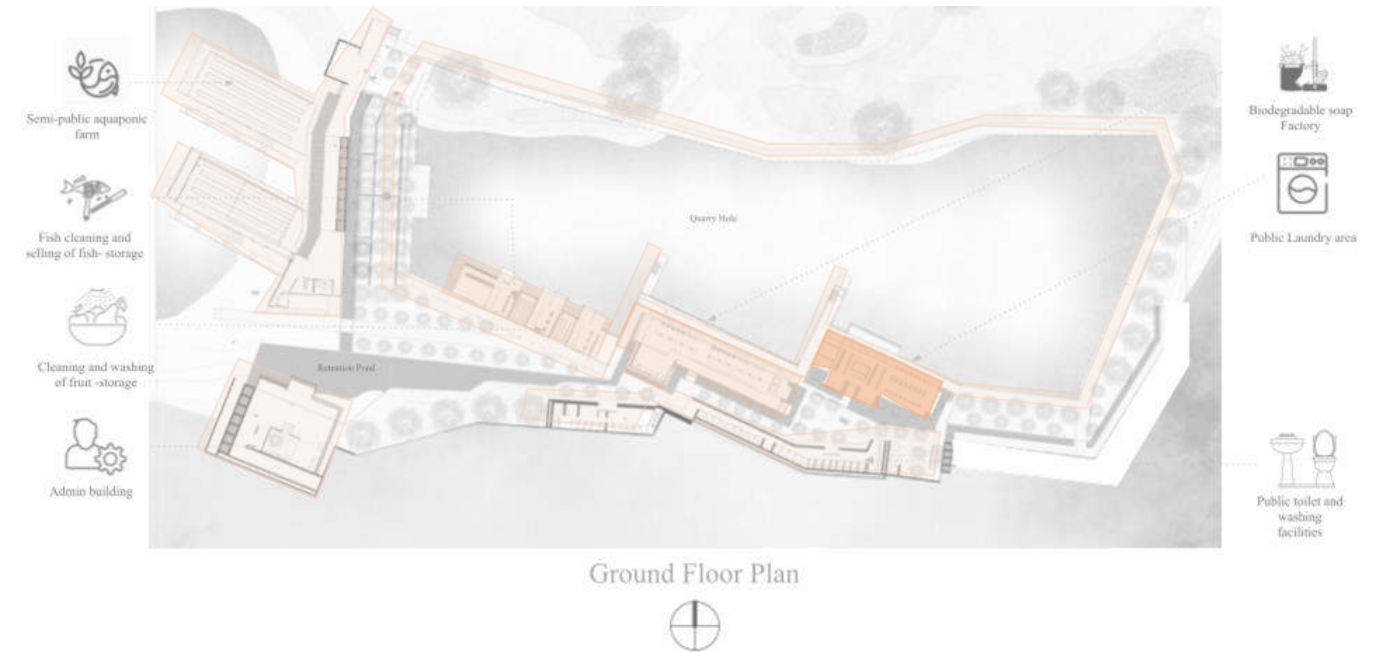 Semi-public aquaponic
farm
Fish cleaning and
selling of fish- storage
Cleaning and washing
of fruit -storage
Admin building
Quarry Hole
Retention Pond
Biodegradable soap
Factory
Public Laundry area
Public toilet and
washing
facilities
Ground Floor Plan